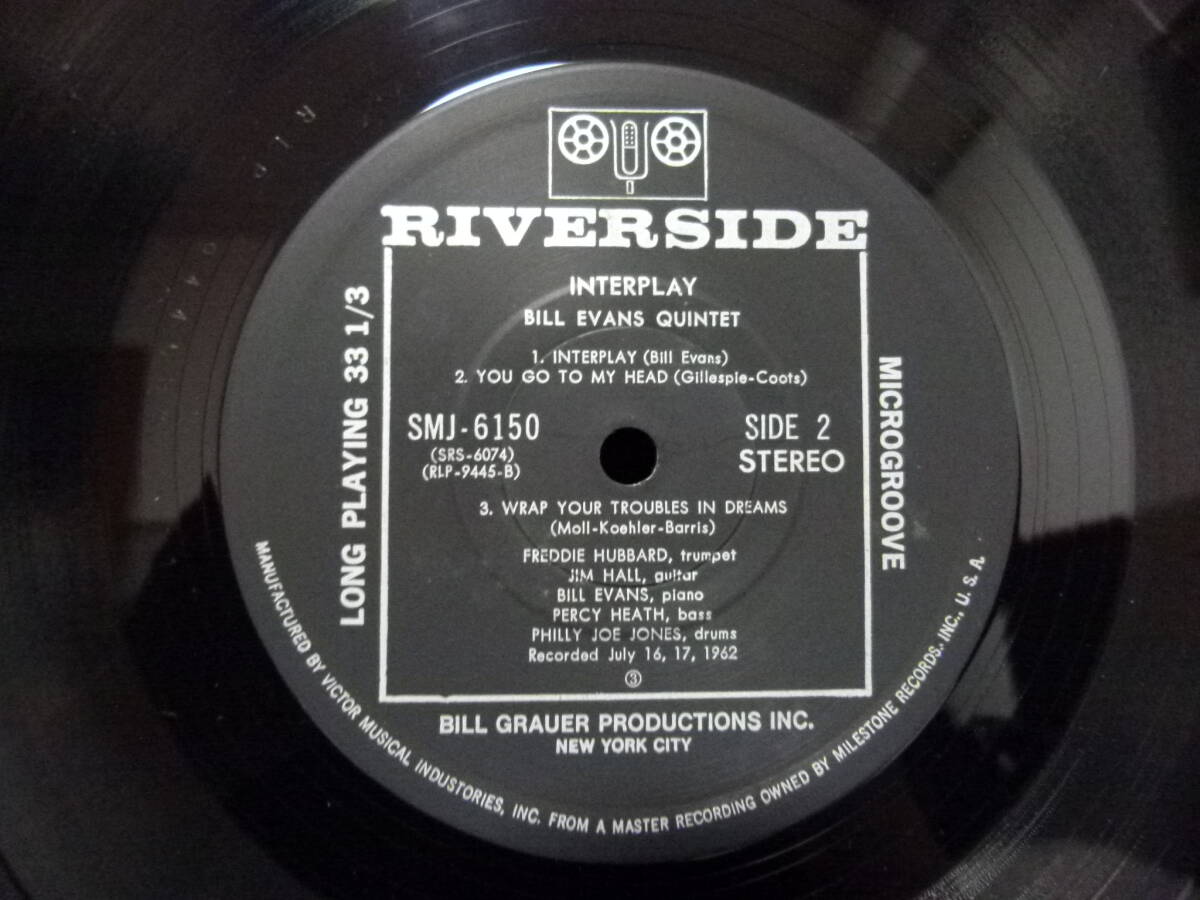 RIVERSIDE
INTERPLAY
BILL EVANS QUINTET
1. INTERPLAY (Bill Evans)
2. YOU GO TO MY HEAD (Gillespie-Coots)
SMJ-6150
(SRS-6074)
(RLP-9445-B)
SIDE 2
STEREO
3. WRAP YOUR TROUBLES IN DREAMS
(Moll-Koehler-Barris)
FREDDIE HUBBARD, trumpet
JIM HALL, guitar
BILL EVANS, piano
PERCY HEATH, bass
PHILLY JOE JONES, drums
Recorded July 16, 17, 1962
③
LONG PLAYING 33 1/3
MICROGROOVE
BILL GRAUER PRODUCTIONS INC.
NEW YORK CITY
MANUFACTURED BY VICTOR MUSICAL INDUSTORIES, INC. FROM A MASTER RECORDING OWNED BY MILESTONE RECORDS, INC., U. S. A.